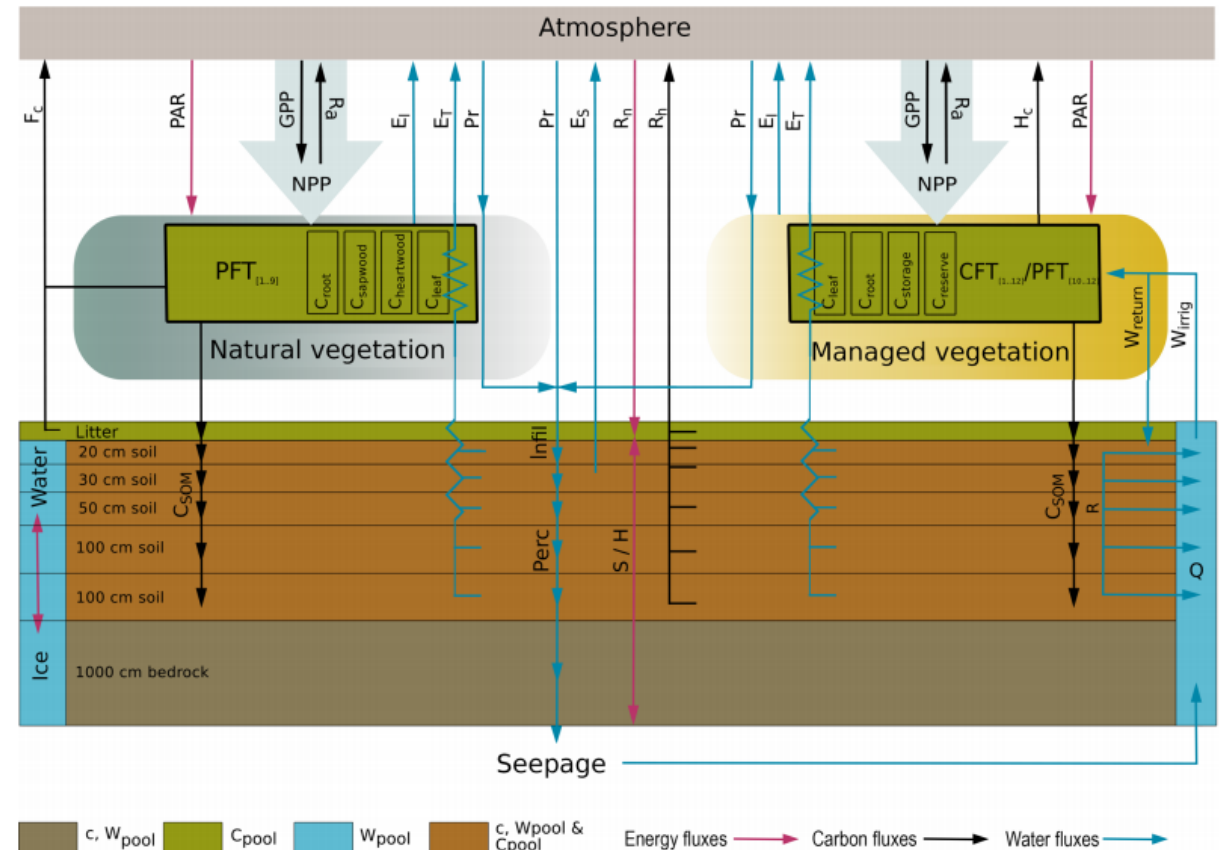 Atmosphere
Fc
PAR
GPP
Ra
NPP
EI
ET
Pr
Pr
ES
Rn
Rh
Pr
EI
ET
GPP
Ra
NPP
Hc
PAR
PFT[1..9]
Croot
Csapwood
Cheartwood
Cleaf
Natural vegetation
Cleaf
Croot
Cstorage
Creserve
CFT[1..12]/PFT[10..12]
Managed vegetation
Wreturn
Wirrig
Litter
20 cm soil
30 cm soil
50 cm soil
100 cm soil
100 cm soil
1000 cm bedrock
Water
Ice
CSOM
Infil
Perc
S / H
CSOM
R
Q
Seepage
c, Wpool
Cpool
Wpool
c, Wpool &
Cpool
Energy fluxes
Carbon fluxes
Water fluxes